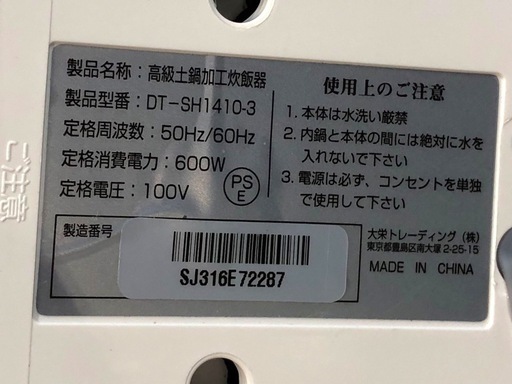 製品名称：高級土鍋加工炊飯器
製品型番：DT-SH1410-3
定格周波数：50Hz/60Hz
定格消費電力：600W
定格電圧：100V
PS
E
使用上のご注意
1. 本体は水洗い厳禁
2. 内鍋と本体の間には絶対に水を
入れないで下さい
3. 電源は必ず、コンセントを単独
で使用して下さい
製造番号
SJ316E72287
大栄トレーディング（株）
東京都豊島区南大塚2-25-15
MADE IN CHINA
ご注意